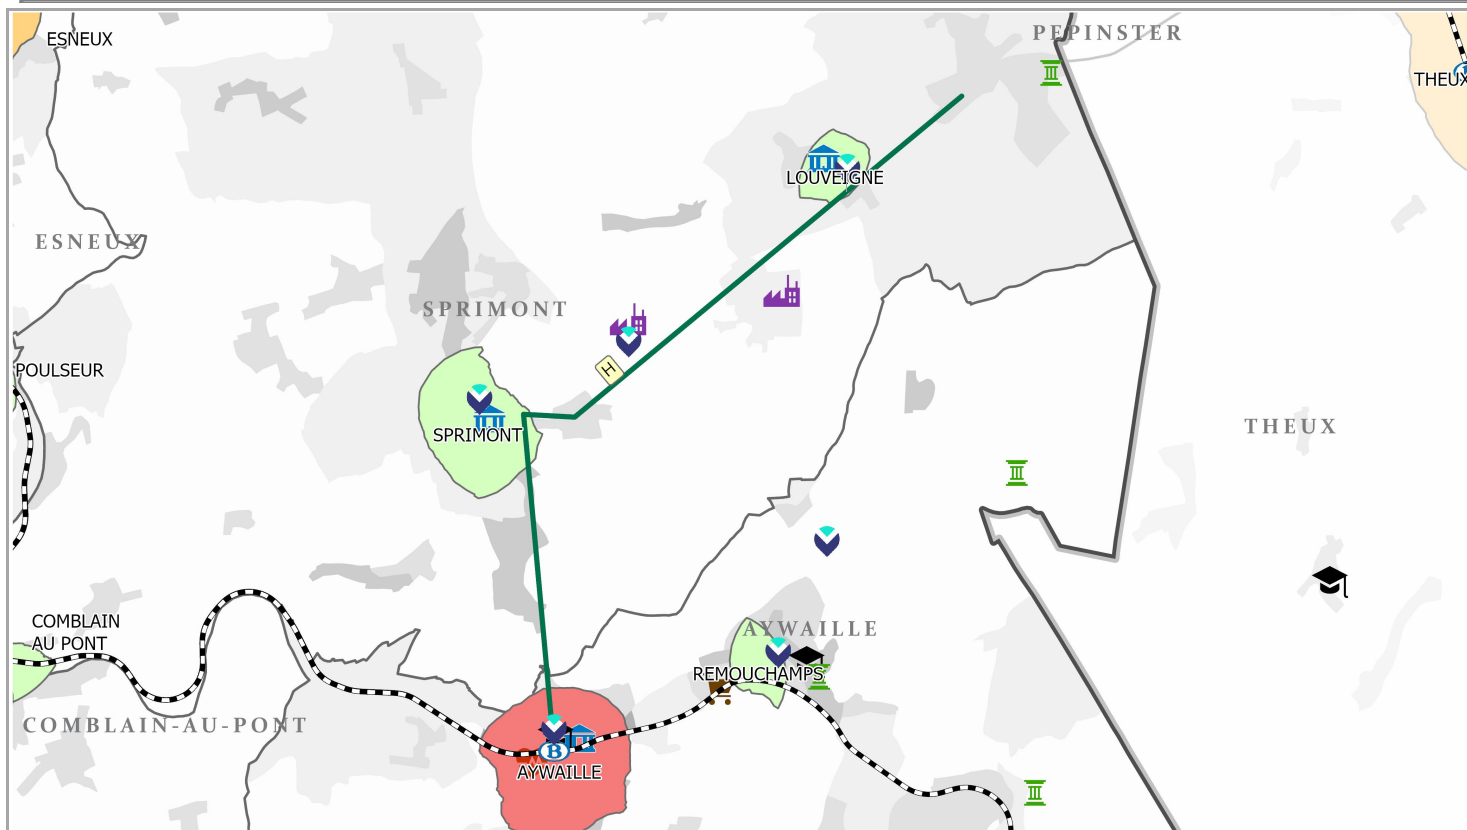 ESNEUX
PEPINSTER
THEUX
LOUVEIGNE
ESNEUX
SPRIMONT
H
POULSEUR
SPRIMONT
THEUX
COMBLAIN
AU PONT
AYWAILLE
REMOUCHAMPS
COMBLAIN-AU-PONT
B
AYWAILLE